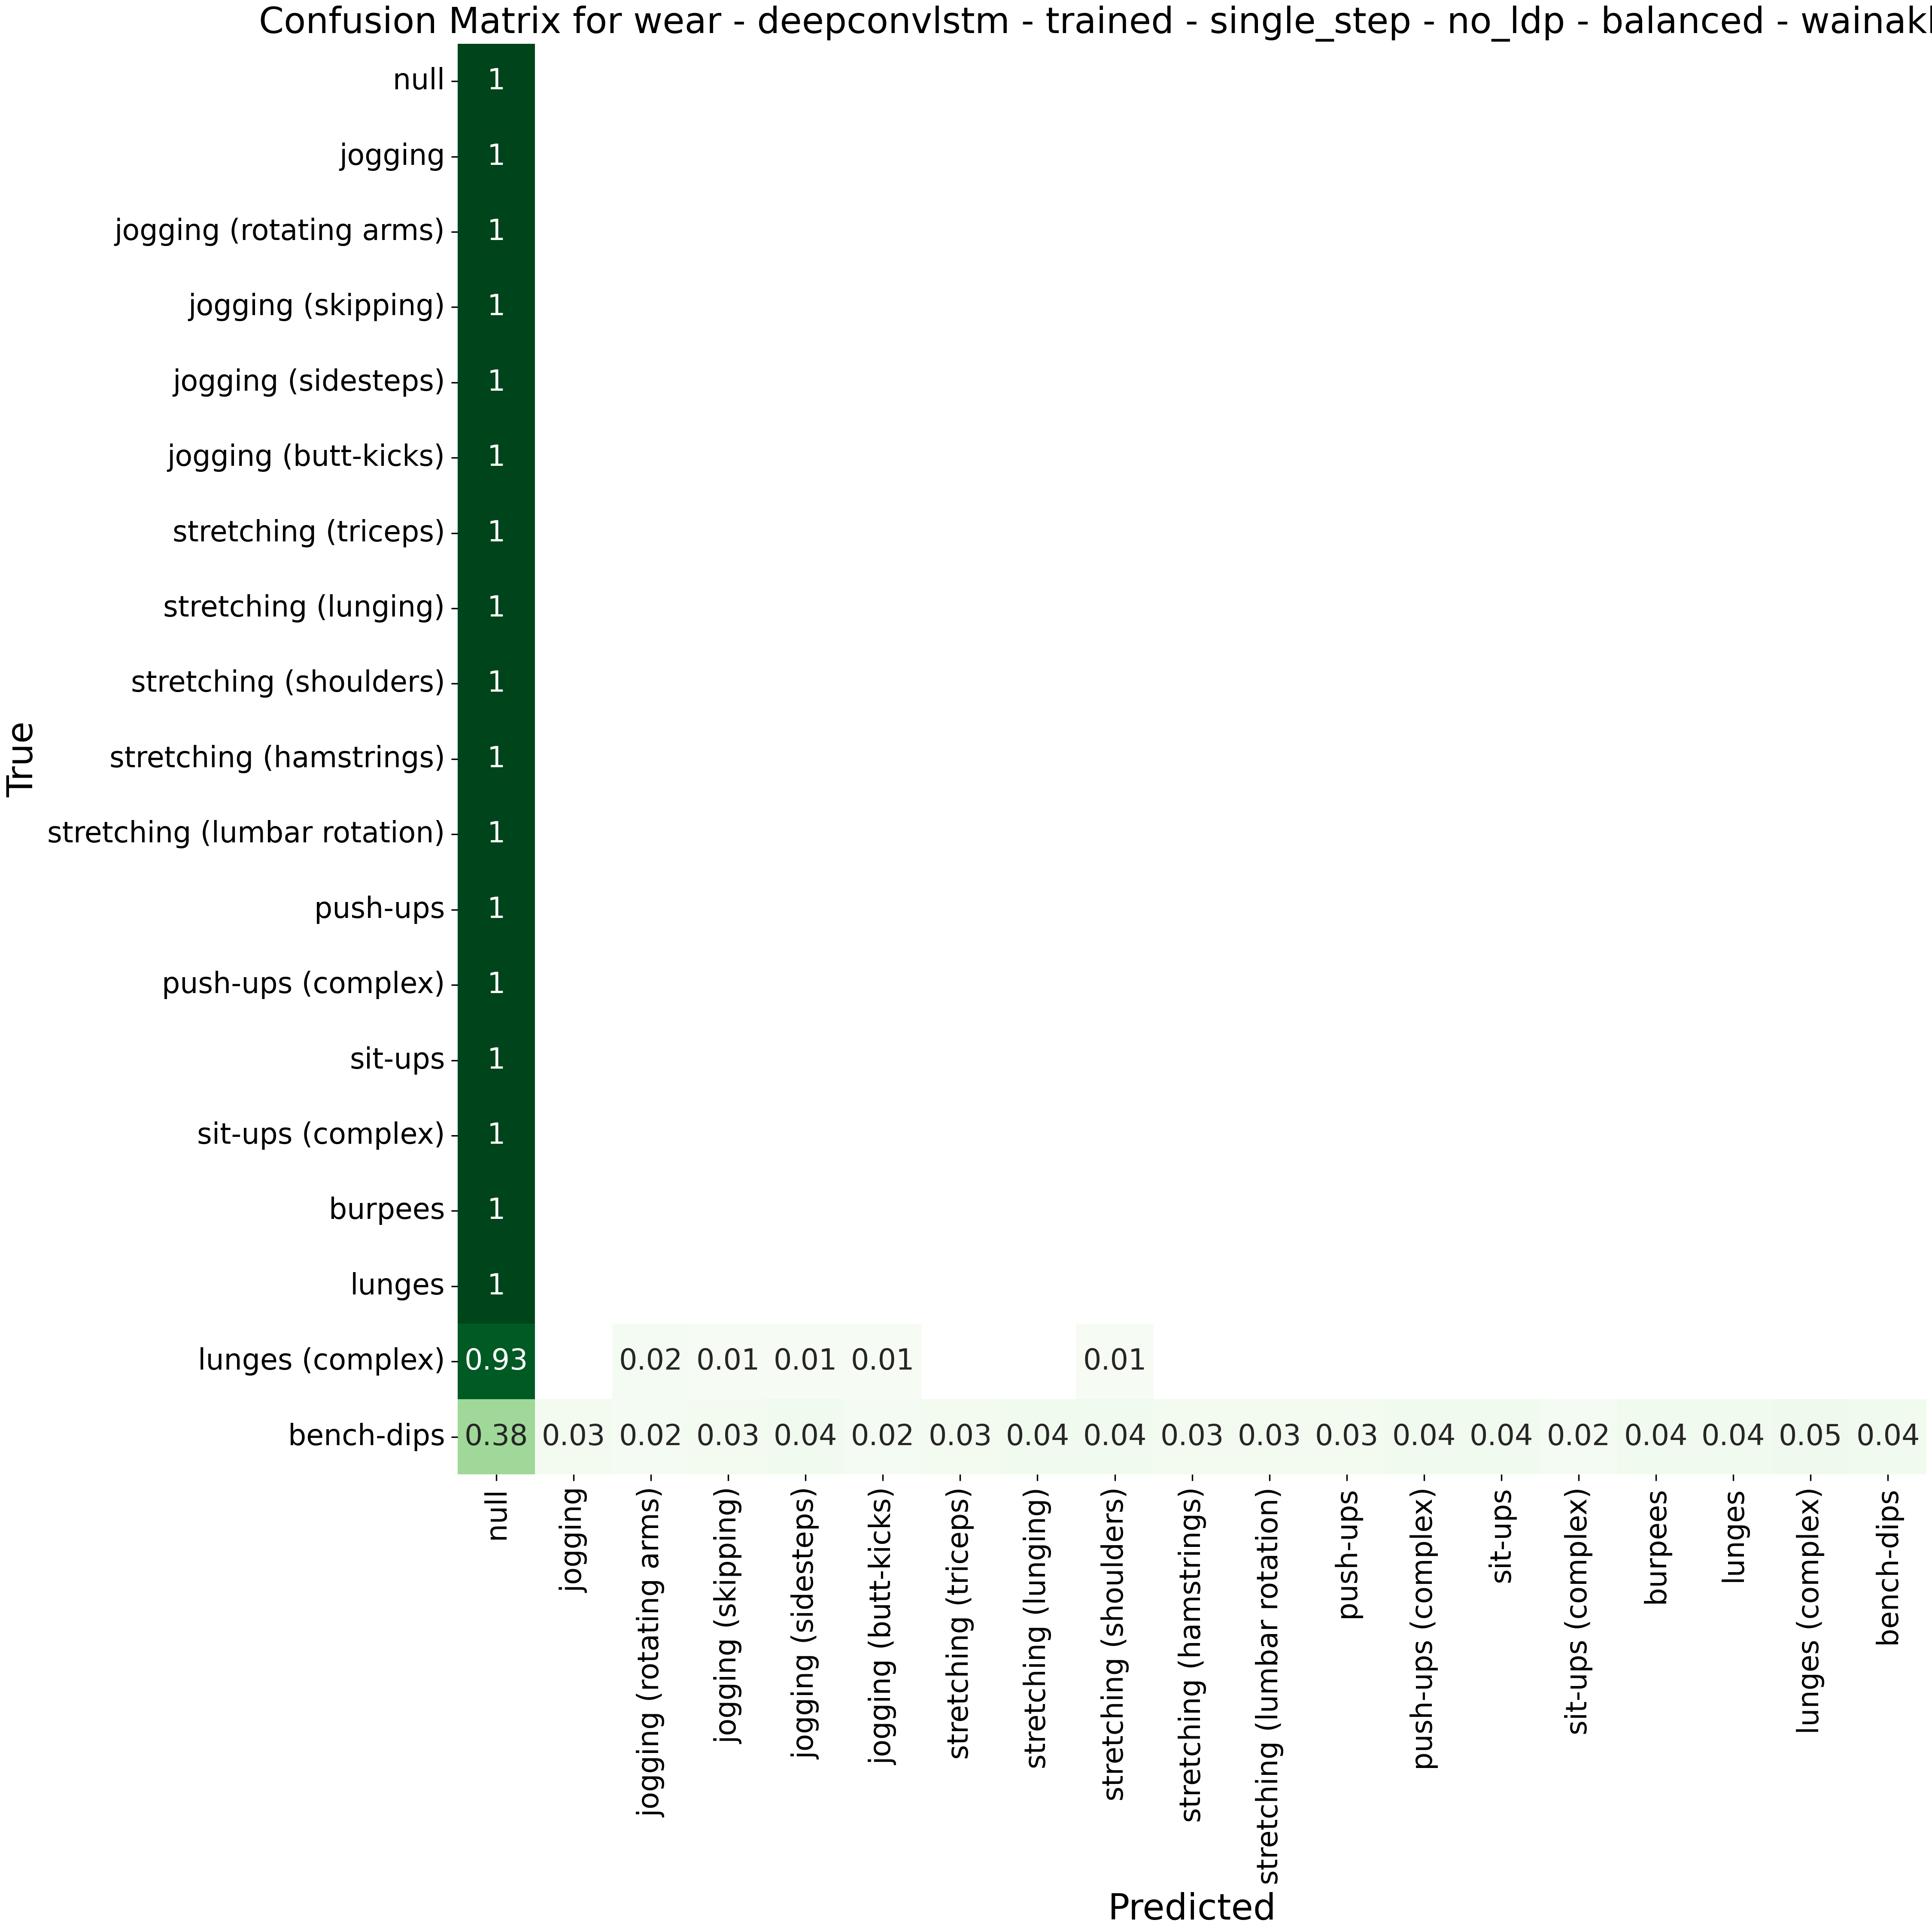 Confusion Matrix for wear - deepconvlstm - trained - single_step - no_ldp - balanced -
True
null 1
jogging 1
jogging (rotating arms) 1
jogging (skipping) 1
jogging (sidesteps) 1
jogging (butt-kicks) 1
stretching (triceps) 1
stretching (lunging) 1
stretching (shoulders) 1
stretching (hamstrings) 1
stretching (lumbar rotation) 1
push-ups 1
push-ups (complex) 1
sit-ups 1
sit-ups (complex) 1
burpees 1
lunges 1
lunges (complex) 0.93 0.02 0.01 0.01 0.01 0.01
bench-dips 0.38 0.03 0.02 0.03 0.04 0.02 0.03 0.04 0.04 0.03 0.03 0.03 0.04 0.04 0.02 0.04 0.04 0.05 0.04
null
jogging
jogging (rotating arms)
jogging (skipping)
jogging (sidesteps)
jogging (butt-kicks)
stretching (triceps)
stretching (lunging)
stretching (shoulders)
stretching (hamstrings)
stretching (lumbar rotation)
push-ups
push-ups (complex)
sit-ups
sit-ups (complex)
burpees
lunges
lunges (complex)
bench-dips
Predicted